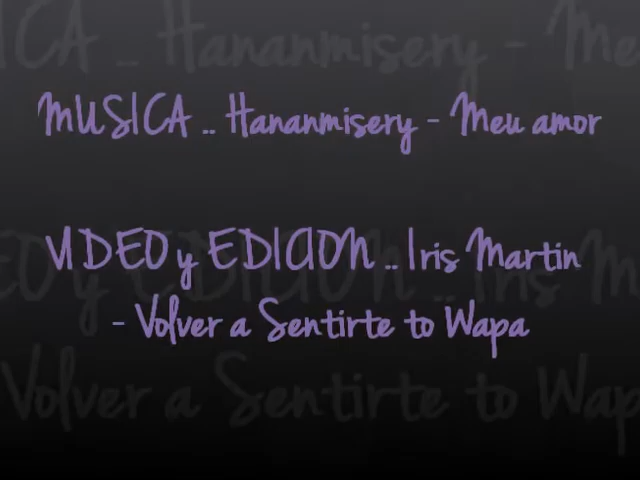 MUSICA .. Hananmisery - Meu amor
VIDEO y EDICION .. Iris Martin
- Volver a Sentirte to Wapa